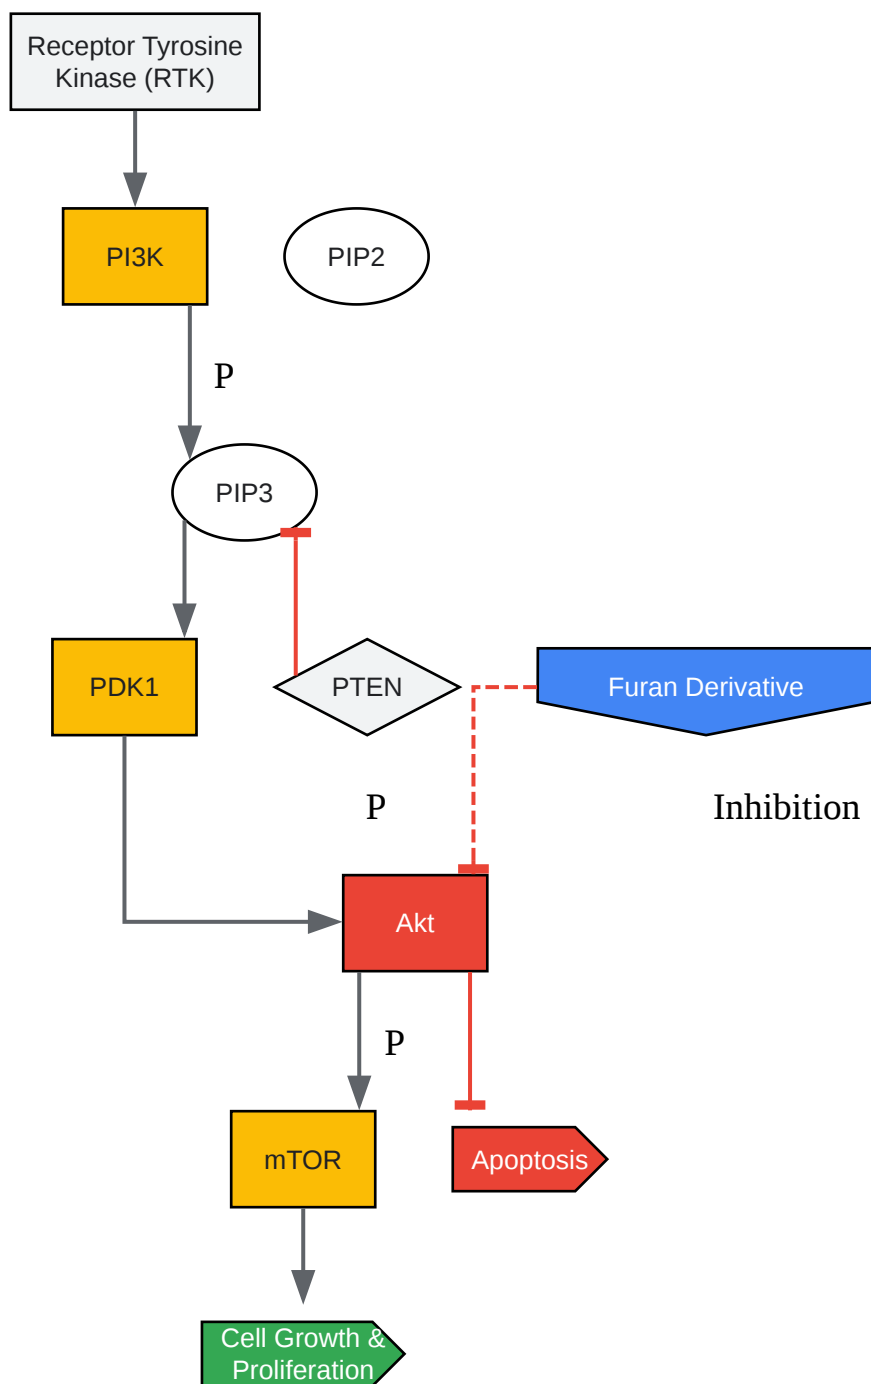 Receptor Tyrosine
Kinase (RTK)
PI3K
PIP2
P
PIP3
PDK1
PTEN
Furan Derivative
P
Inhibition
Akt
P
mTOR
Apoptosis
Cell Growth &
Proliferation